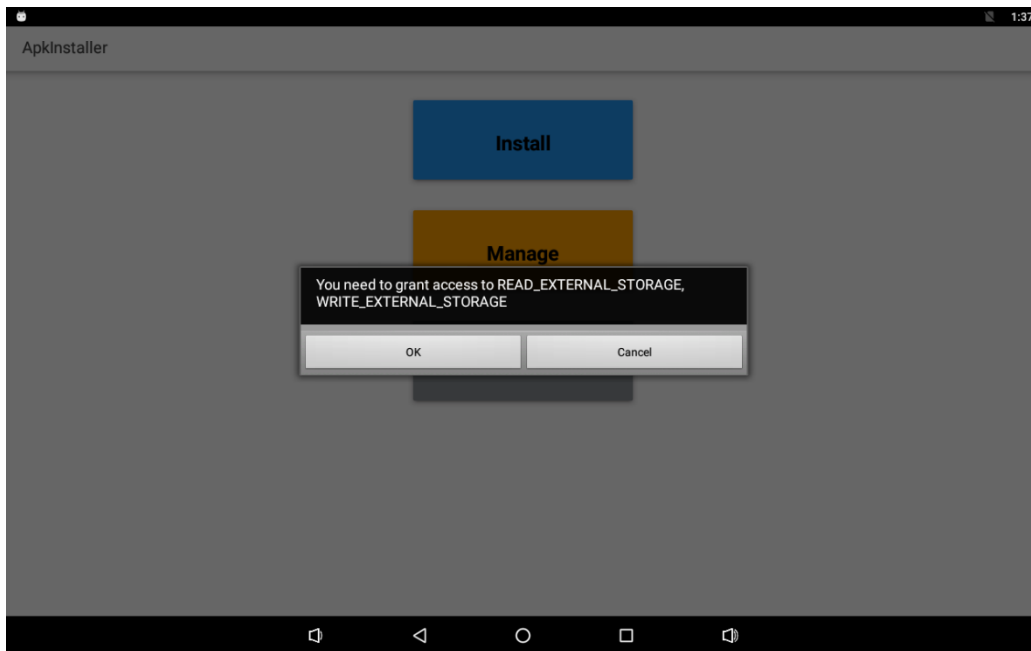 1:37
ApkInstaller
Install
Manage
You need to grant access to READ_EXTERNAL_STORAGE,
WRITE_EXTERNAL_STORAGE
OK
Cancel